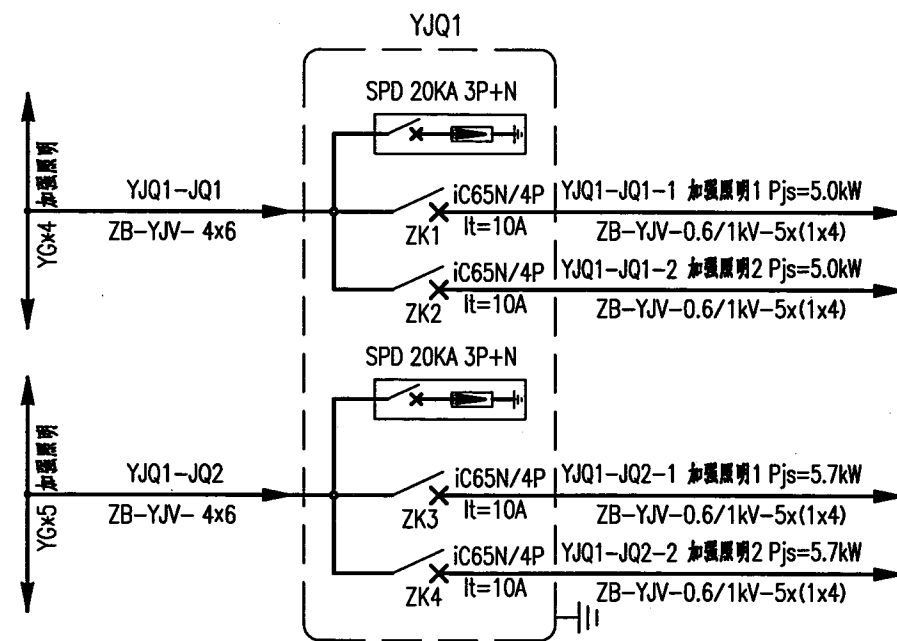 YJQ1
SPD 20KA 3P+N
加强照明
YG×4
YJQ1-JQ1
ZB-YJV- 4x6
iC65N/4P
ZK1
It=10A
YJQ1-JQ1-1 加强照明1 Pjs=5.0kW
ZB-YJV-0.6/1kV-5x(1x4)
iC65N/4P
ZK2
It=10A
YJQ1-JQ1-2 加强照明2 Pjs=5.0kW
ZB-YJV-0.6/1kV-5x(1x4)
SPD 20KA 3P+N
加强照明
YG×5
YJQ1-JQ2
ZB-YJV- 4x6
iC65N/4P
ZK3
It=10A
YJQ1-JQ2-1 加强照明1 Pjs=5.7kW
ZB-YJV-0.6/1kV-5x(1x4)
iC65N/4P
ZK4
It=10A
YJQ1-JQ2-2 加强照明2 Pjs=5.7kW
ZB-YJV-0.6/1kV-5x(1x4)